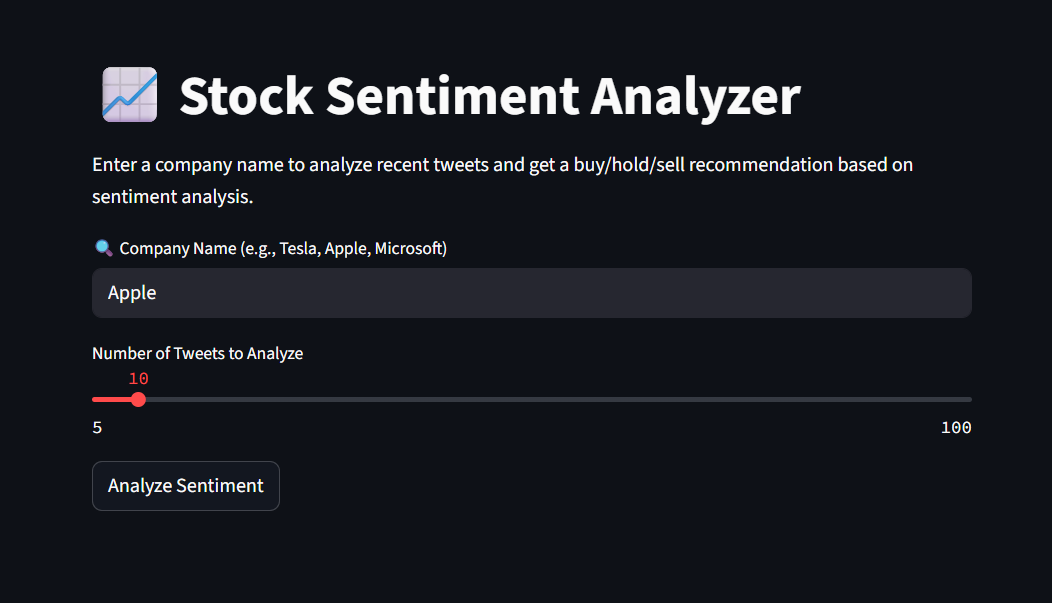 Stock Sentiment Analyzer
Enter a company name to analyze recent tweets and get a buy/hold/sell recommendation based on
sentiment analysis.
Company Name (e.g., Tesla, Apple, Microsoft)
Apple
Number of Tweets to Analyze
10
5 100
Analyze Sentiment